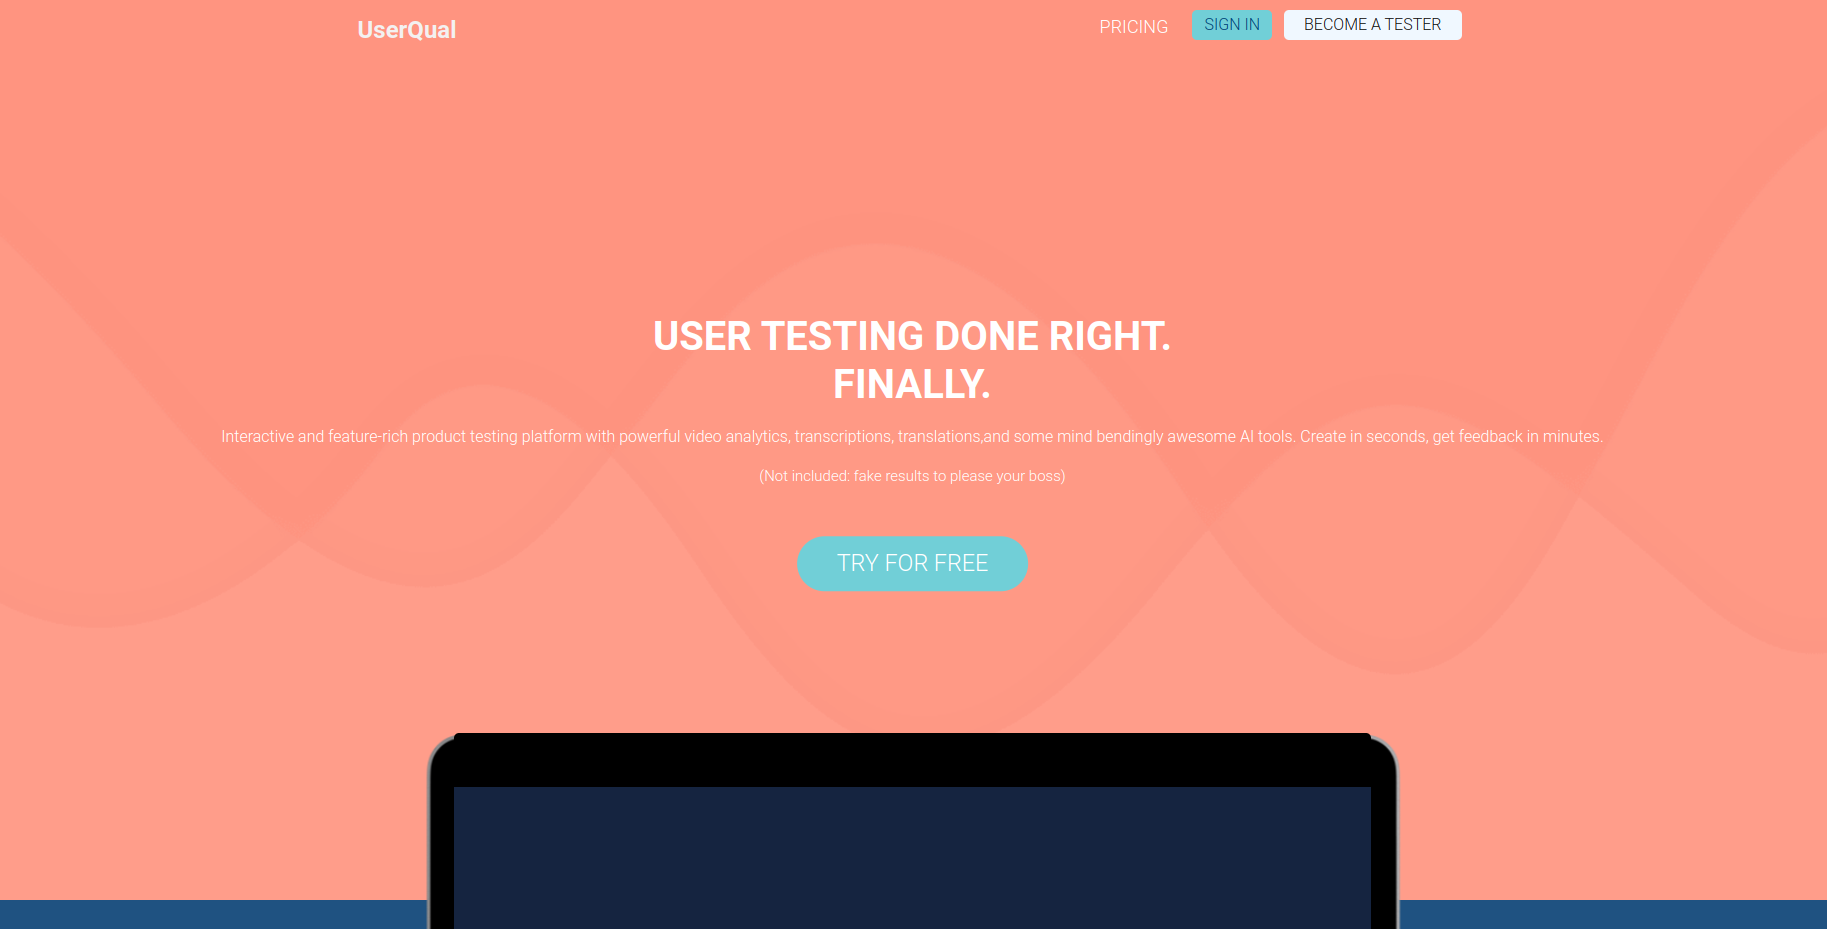 UserQual
PRICING
SIGN IN
BECOME A TESTER
USER TESTING DONE RIGHT.
FINALLY.
Interactive and feature-rich product testing platform with powerful video analytics, transcriptions, translations,and some mind bendingly awesome AI tools. Create in seconds, get feedback in minutes.
(Not included: fake results to please your boss)
TRY FOR FREE